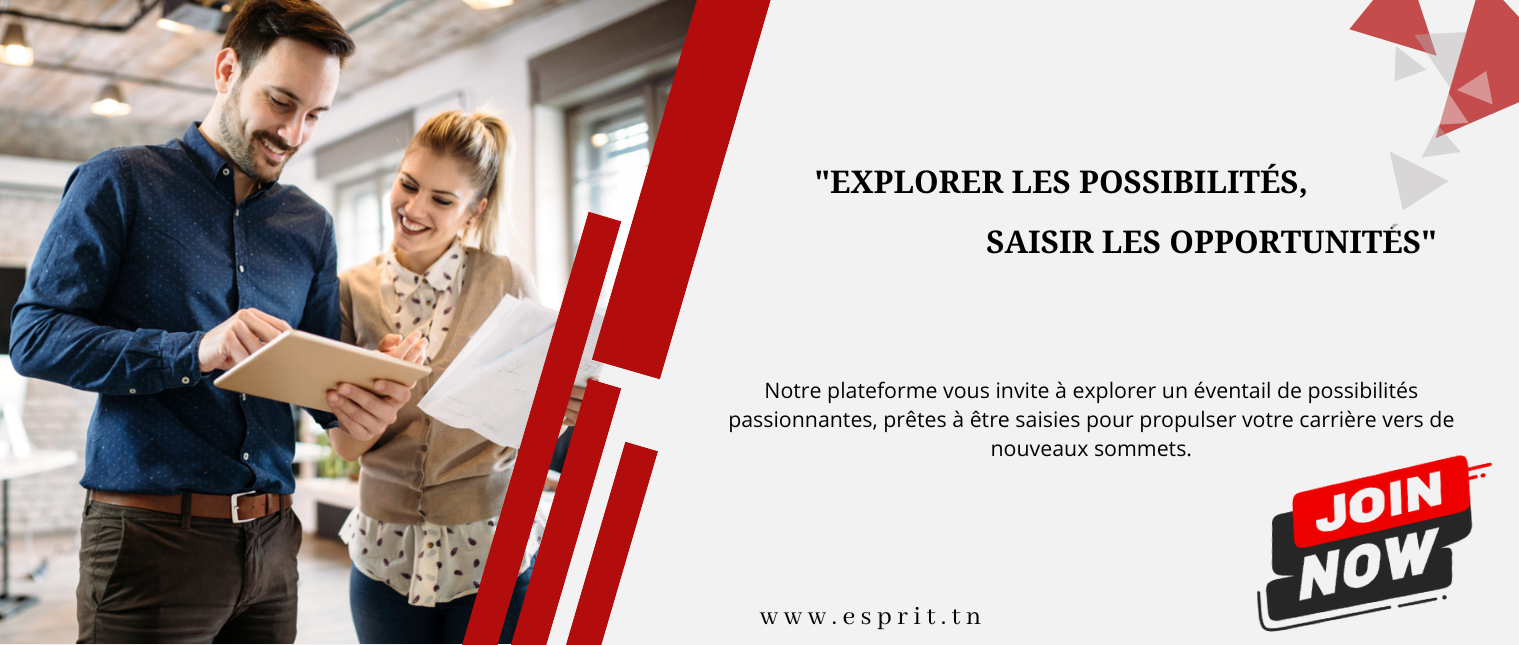 "EXPLORER LES POSSIBILITÉS,
SAISIR LES OPPORTUNITÉS"
Notre plateforme vous invite à explorer un éventail de possibilités
passionnantes, prêtes à être saisies pour propulser votre carrière vers de
nouveaux sommets.
JOIN
NOW
www.esprit.tn